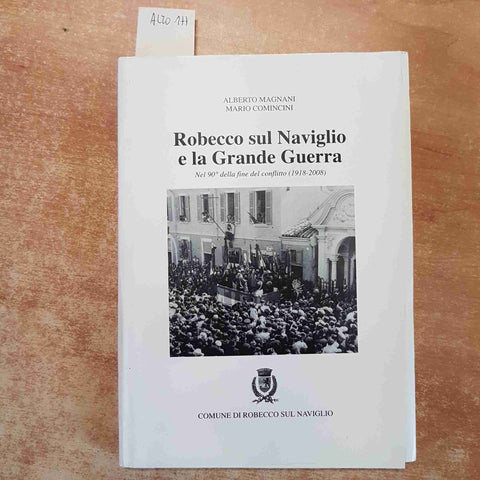 ALTO 1H
ALBERTO MAGNANI
MARIO COMINCINI
Robecco sul Naviglio
e la Grande Guerra
Nel 90° della fine del conflitto (1918-2008)
COMUNE DI ROBECCO SUL NAVIGLIO